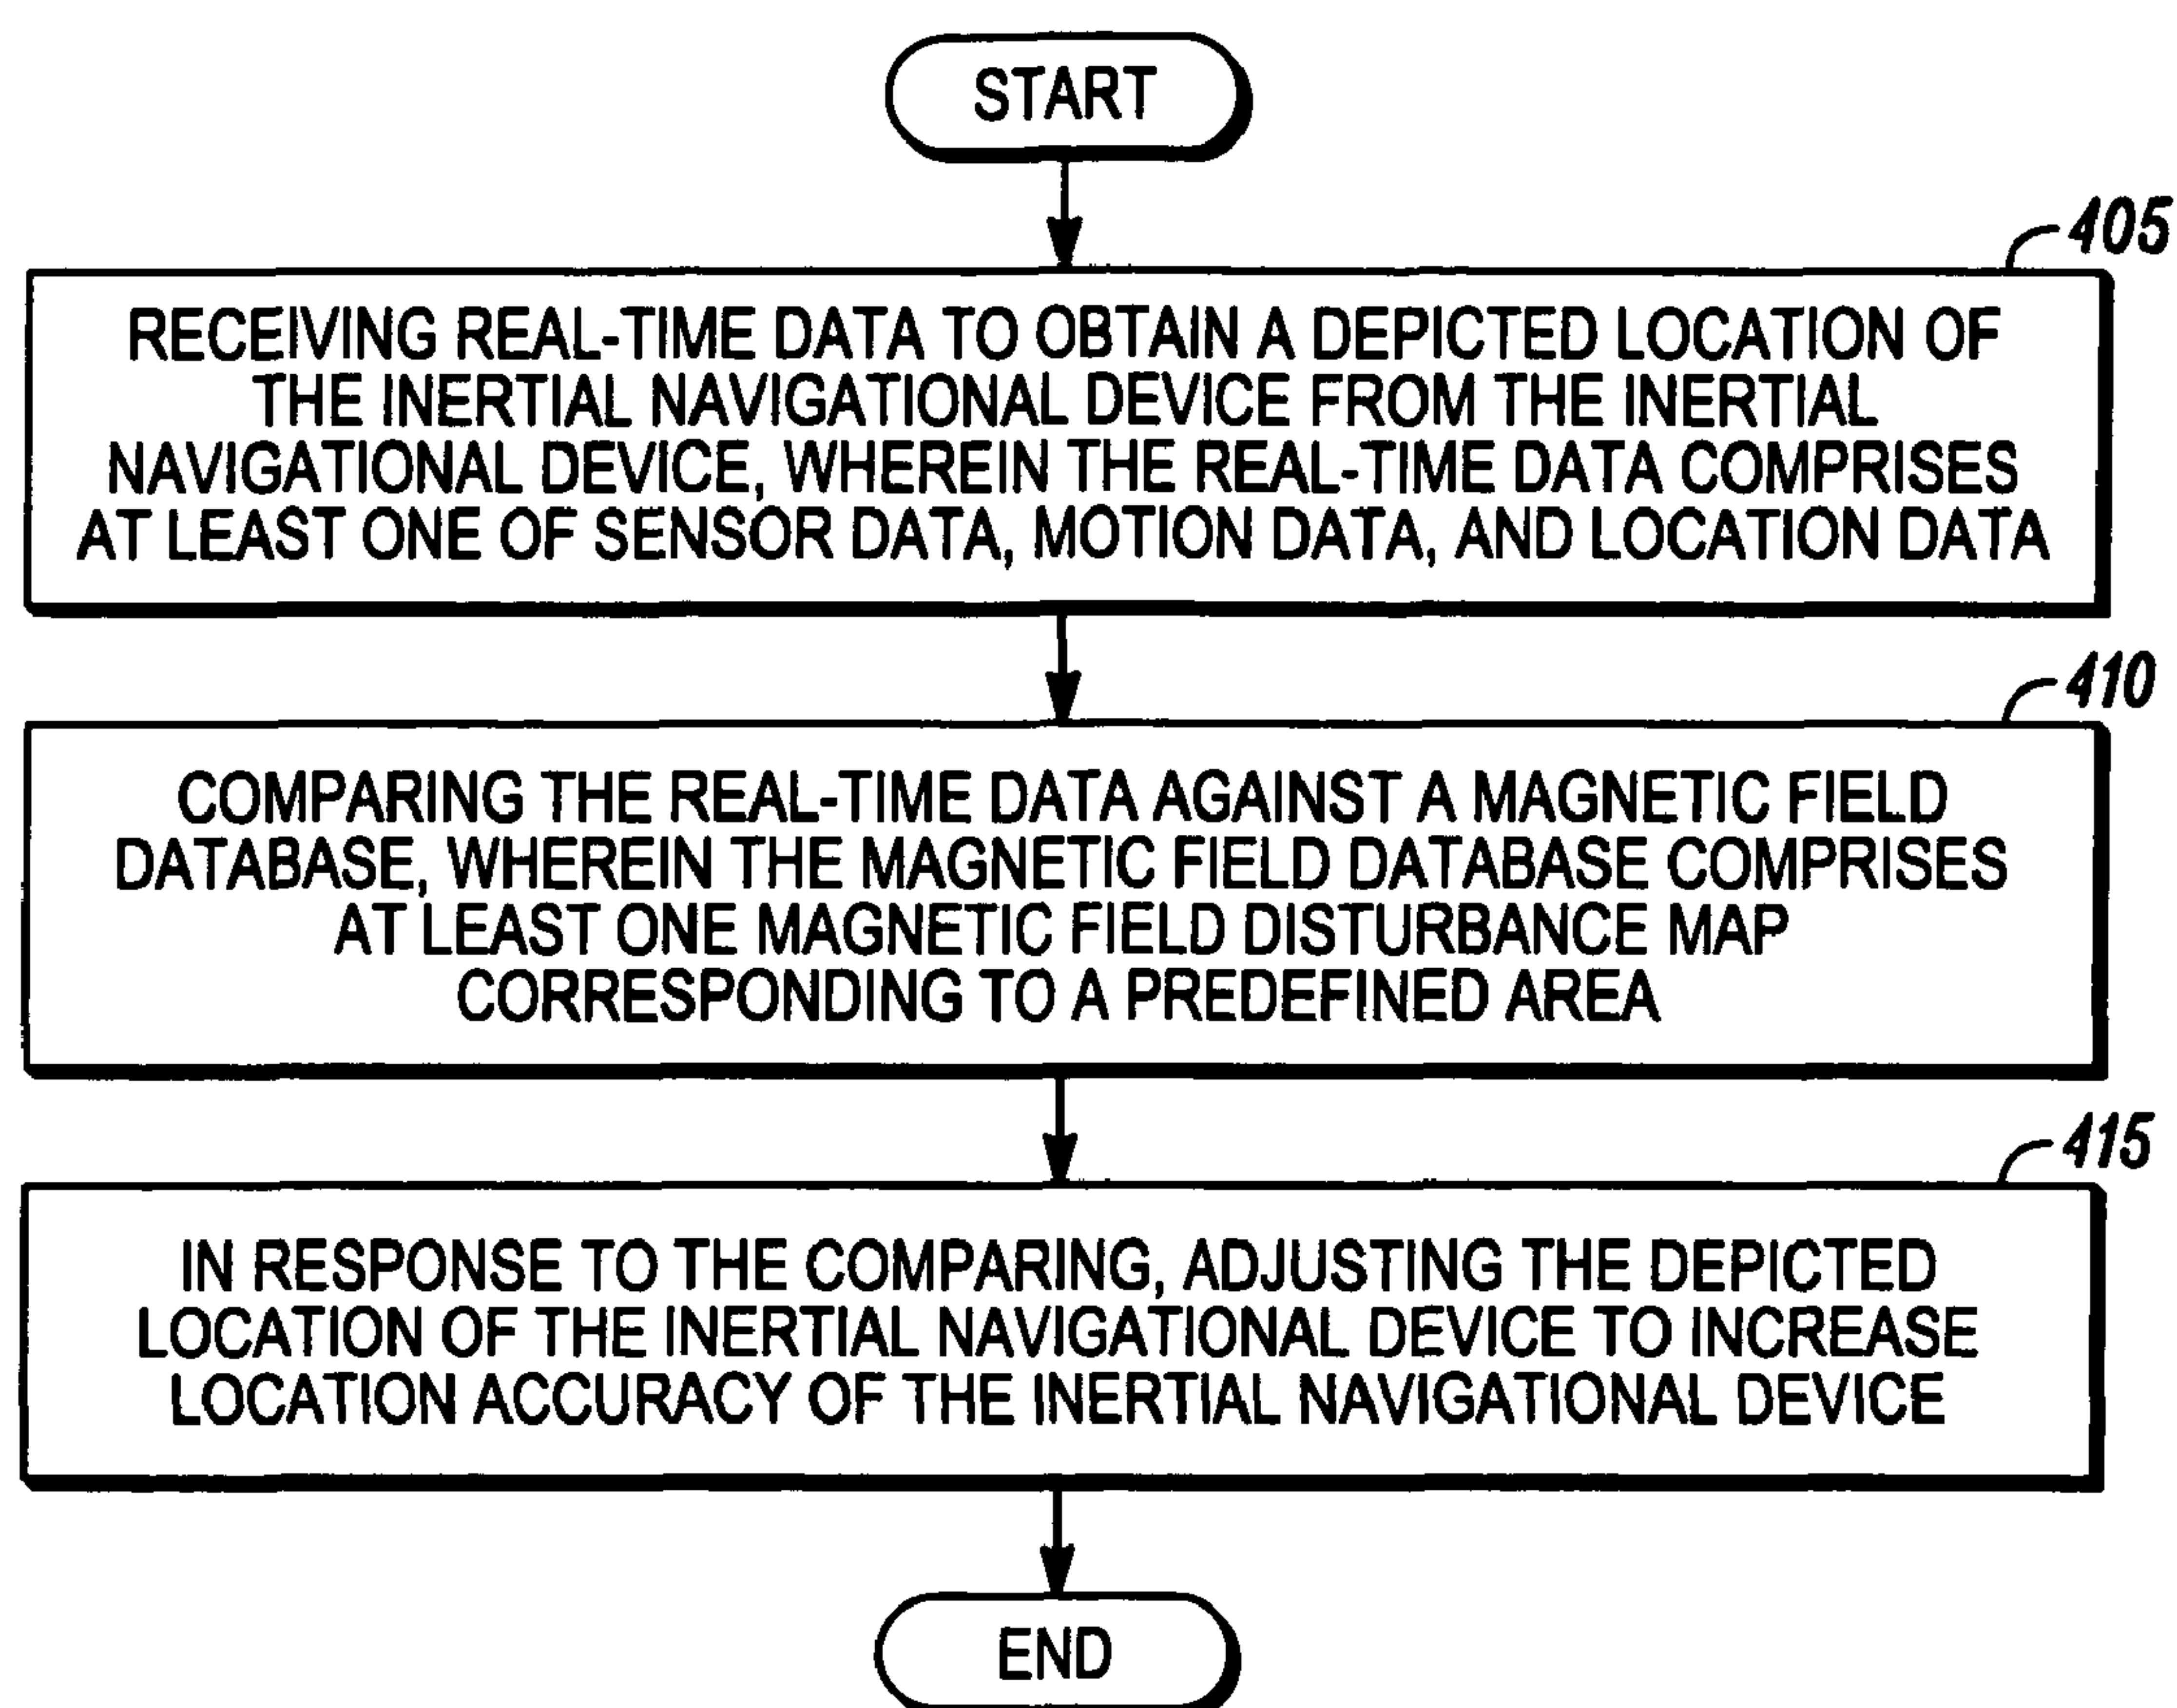 START
405
RECEIVING REAL-TIME DATA TO OBTAIN A DEPICTED LOCATION OF
THE INERTIAL NAVIGATIONAL DEVICE FROM THE INERTIAL
NAVIGATIONAL DEVICE, WHEREIN THE REAL-TIME DATA COMPRISES
AT LEAST ONE OF SENSOR DATA, MOTION DATA, AND LOCATION DATA
410
COMPARING THE REAL-TIME DATA AGAINST A MAGNETIC FIELD
DATABASE, WHEREIN THE MAGNETIC FIELD DATABASE COMPRISES
AT LEAST ONE MAGNETIC FIELD DISTURBANCE MAP
CORRESPONDING TO A PREDEFINED AREA
415
IN RESPONSE TO THE COMPARING, ADJUSTING THE DEPICTED
LOCATION OF THE INERTIAL NAVIGATIONAL DEVICE TO INCREASE
LOCATION ACCURACY OF THE INERTIAL NAVIGATIONAL DEVICE
END